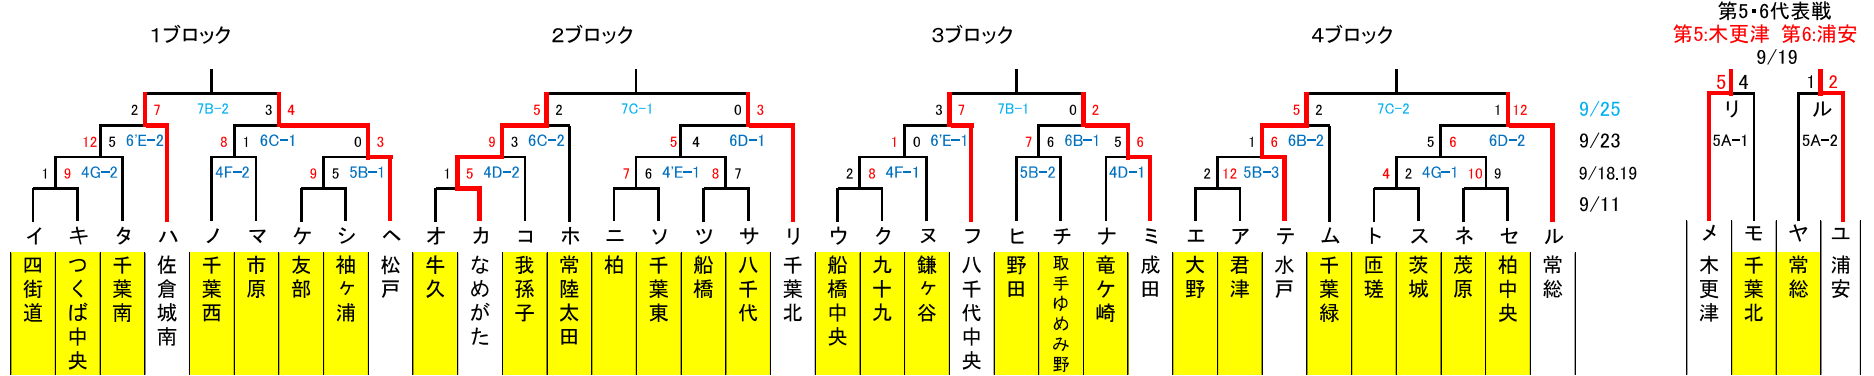 第5・6代表戦
1ブロック 2ブロック 3ブロック 4ブロック 第5:木更津 第6:浦安
9/19
2 7 7B-2 3 4 5 2 7C-1 0 3 3 7 7B-1 0 2 5 2 7C-2 1 12 9/25 5 4 1 2
リ ル
12 5 6'E-2 8 1 6C-1 0 3 9 3 6C-2 5 4 6D-1 1 0 6'E-1 7 6 6B-1 5 6 1 6 6B-2 5 6 6D-2 9/23 5A-1 5A-2
1 9 4G-2 4F-2 9 5 5B-1 1 5 4D-2 7 6 4'E-1 8 7 2 8 4F-1 5B-2 4D-1 2 12 5B-3 4 2 4G-1 10 9 9/18.19
9/11
イ キ タ ハ ノ マ ケ シ ヘ オ カ コ ホ ニ ソ ツ サ リ ウ ク ヌ フ ヒ チ ナ ミ エ ア テ ム ト ス ネ セ ル メ モ ヤ ユ
四街道
つくば中央
千葉南
佐倉城南
千葉西
市原
友部
袖ヶ浦
松戸
牛久
なめがた
我孫子
常陸太田
柏
千葉東
船橋
八千代
千葉北
船橋中央
九十九
鎌ヶ谷
八千代中央
野田
取手ゆめみ野
竜ケ崎
成田
大野
君津
水戸
千葉緑
匝瑳
茨城
茂原
柏中央
常総
木更津
千葉北
常総
浦安